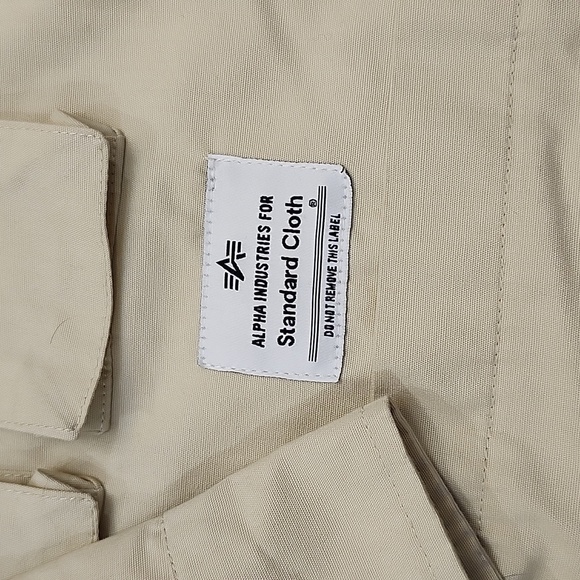 ALPHA INDUSTRIES FOR
Standard Cloth®
DO NOT REMOVE THIS LABEL